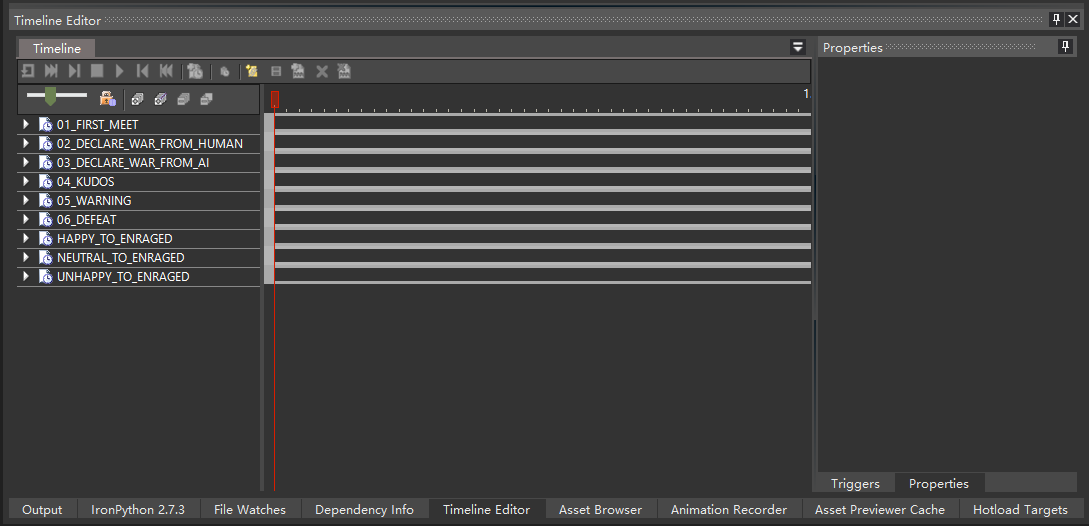 Timeline Editor
Timeline
Properties
1.
01_FIRST_MEET
02_DECLARE_WAR_FROM_HUMAN
03_DECLARE_WAR_FROM_AI
04_KUDOS
05_WARNING
06_DEFEAT
HAPPY_TO_ENRAGED
NEUTRAL_TO_ENRAGED
UNHAPPY_TO_ENRAGED
Triggers Properties
Output IronPython 2.7.3 File Watches Dependency Info Timeline Editor Asset Browser Animation Recorder Asset Previewer Cache Hotload Targets